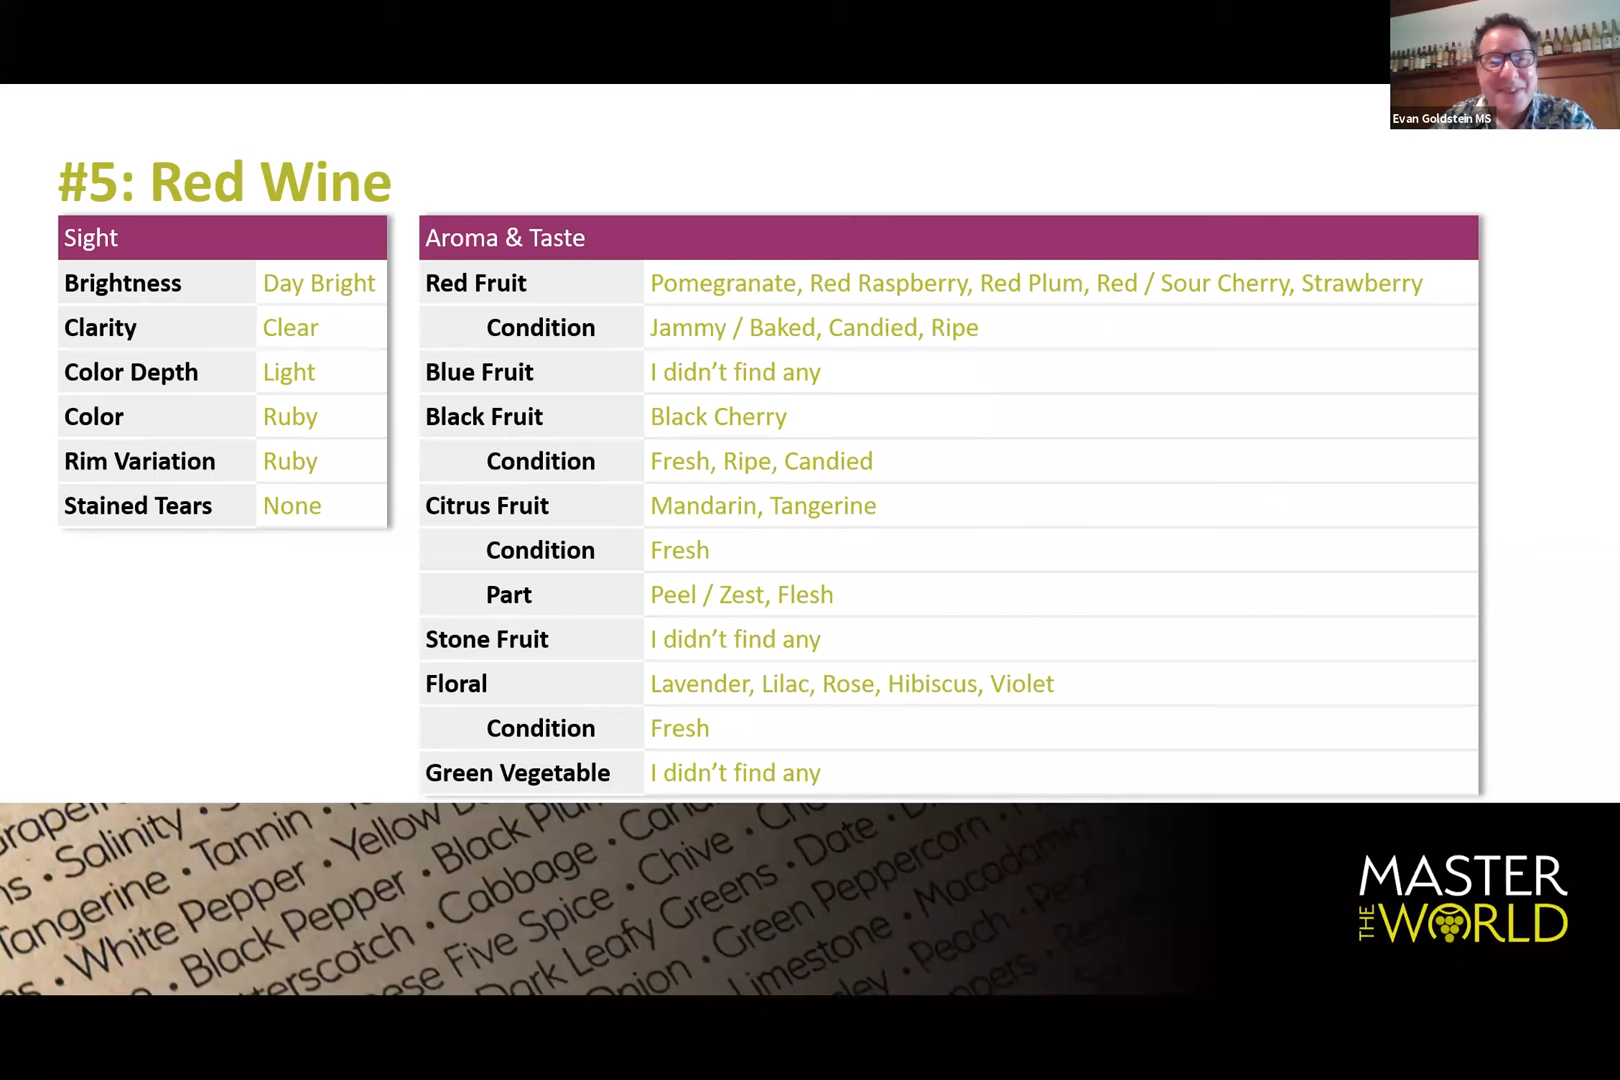 Evan Goldstein MS
#5: Red Wine
Sight
Brightness Day Bright
Clarity Clear
Color Depth Light
Color Ruby
Rim Variation Ruby
Stained Tears None
Aroma & Taste
Red Fruit Pomegranate, Red Raspberry, Red Plum, Red / Sour Cherry, Strawberry
Condition Jammy / Baked, Candied, Ripe
Blue Fruit I didn’t find any
Black Fruit Black Cherry
Condition Fresh, Ripe, Candied
Citrus Fruit Mandarin, Tangerine
Condition Fresh
Part Peel / Zest, Flesh
Stone Fruit I didn’t find any
Floral Lavender, Lilac, Rose, Hibiscus, Violet
Condition Fresh
Green Vegetable I didn’t find any
• Salinity •
Tangerine • Tannin •
• White Pepper • Yellow
• Black Pepper • Black Plum
Cabbage •
Five Spice • Chive •
Dark Leafy Greens • Date •
Onion • Green Peppercorn •
Limestone • Macadamia
• Peach •
MASTER
THE WORLD